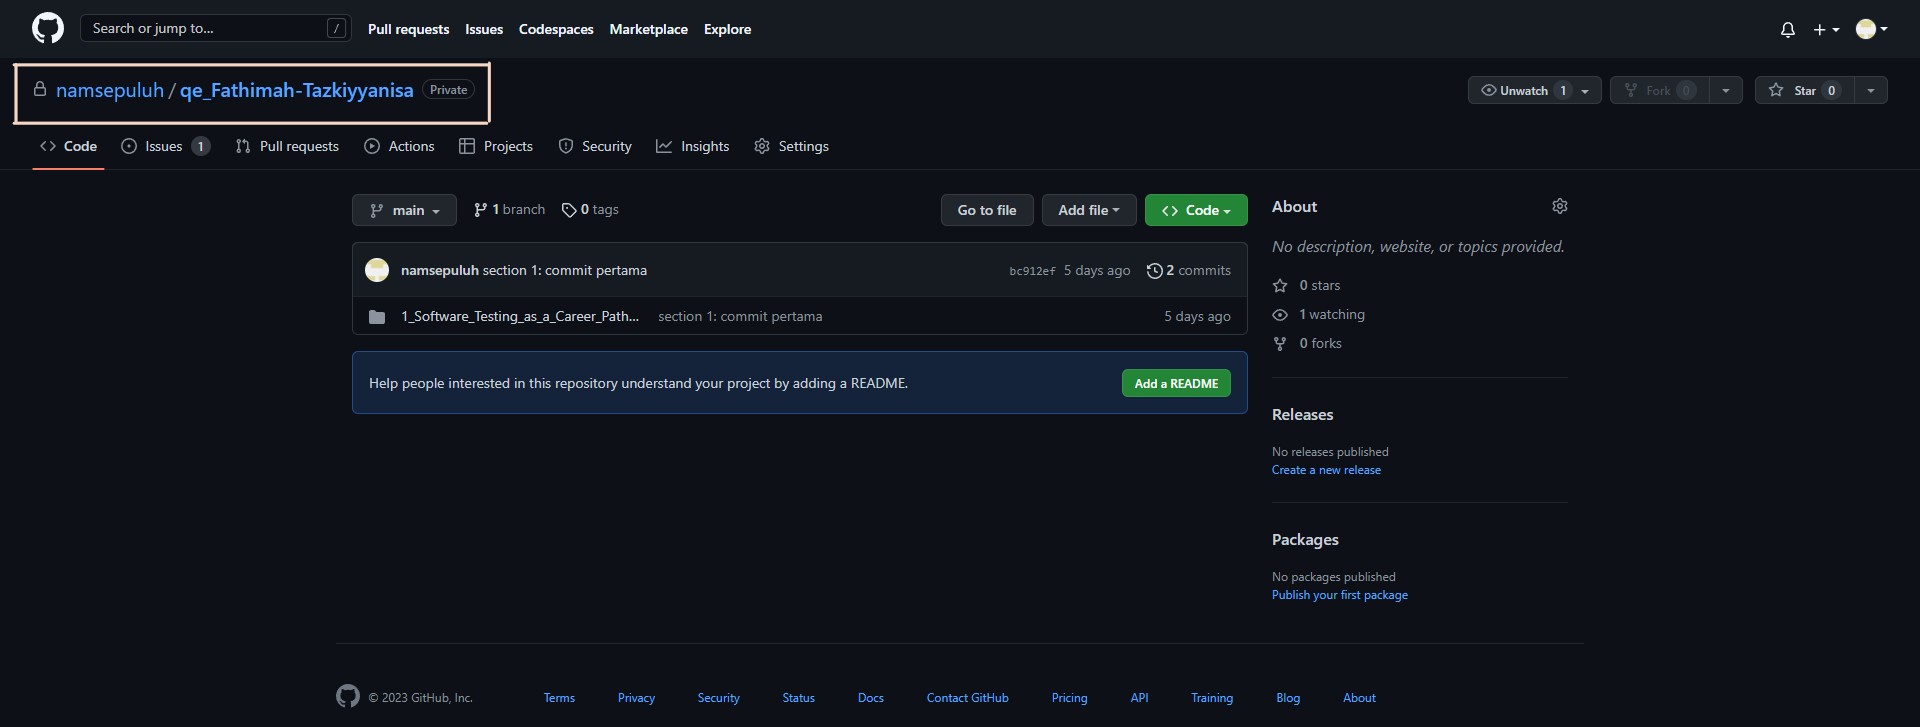 Search or jump to... /
Pull requests Issues Codespaces Marketplace Explore
namsepuluh / qe_Fathimah-Tazkiyyanisa Private
Unwatch 1 Fork 0 Star 0
Code Issues 1 Pull requests Actions Projects Security Insights Settings
main 1 branch 0 tags
Go to file Add file Code
namsepuluh section 1: commit pertama bc912ef 5 days ago 2 commits
1_Software_Testing_as_a_Career_Path... section 1: commit pertama 5 days ago
Help people interested in this repository understand your project by adding a README. Add a README
About
No description, website, or topics provided.
0 stars
1 watching
0 forks
Releases
No releases published
Create a new release
Packages
No packages published
Publish your first package
© 2023 GitHub, Inc. Terms Privacy Security Status Docs Contact GitHub Pricing API Training Blog About